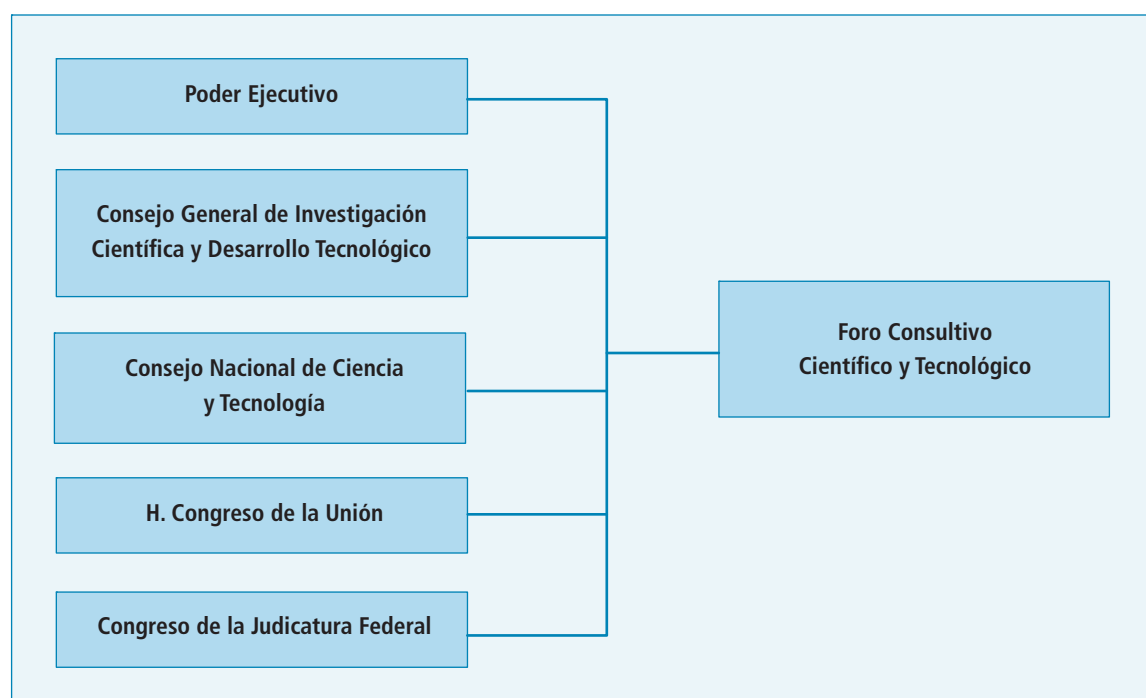 Poder Ejecutivo
Consejo General de Investigación
Científica y Desarrollo Tecnológico
Consejo Nacional de Ciencia
y Tecnología
H. Congreso de la Unión
Congreso de la Judicatura Federal
Foro Consultivo
Científico y Tecnológico